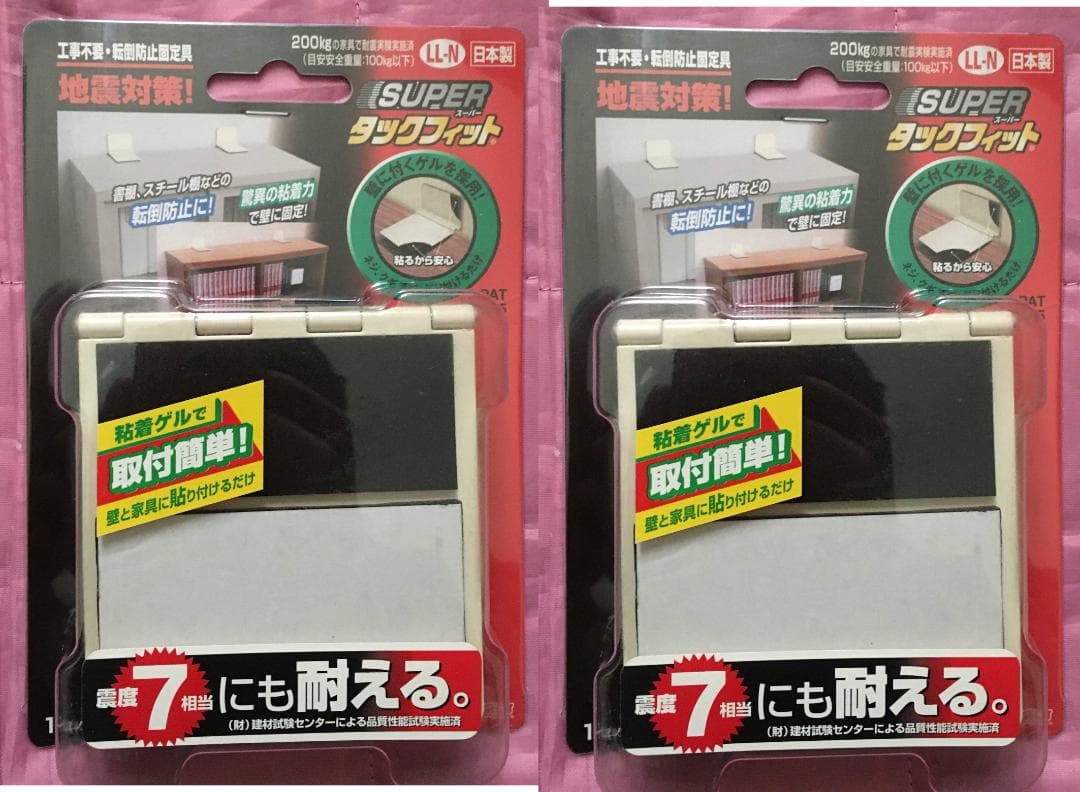 工事不要・転倒防止固定具
地震対策!
200kgの家具で耐震実験実施済
(目安安全重量:100kg以下)
LL-N
日本製
SUPER
スーパー
タックフィット®
壁に付くゲルを採用!
粘るから安心
書棚、スチール棚などの
転倒防止に!
驚異の粘着力
で壁に固定!
PAT
粘着ゲルで
取付簡単!
壁と家具に貼り付けるだけ
震度7相当にも耐える。
(財)建材試験センターによる品質性能試験実施済
工事不要・転倒防止固定具
地震対策!
200kgの家具で耐震実験実施済
(目安安全重量:100kg以下)
LL-N
日本製
SUPER
スーパー
タックフィット®
壁に付くゲルを採用!
粘るから安心
書棚、スチール棚などの
転倒防止に!
驚異の粘着力
で壁に固定!
PAT
粘着ゲルで
取付簡単!
壁と家具に貼り付けるだけ
震度7相当にも耐える。
(財)建材試験センターによる品質性能試験実施済